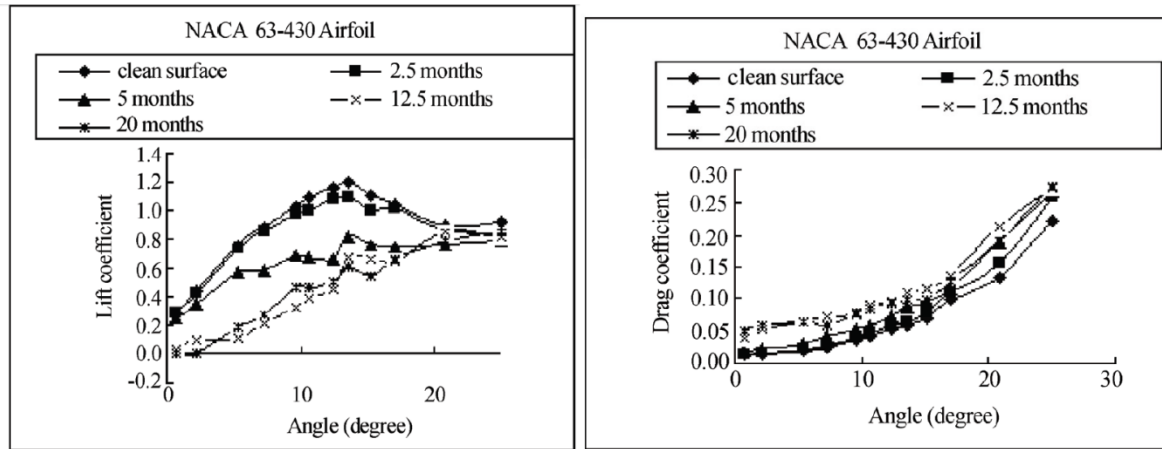 NACA 63-430 Airfoil
clean surface
2.5 months
5 months
12.5 months
20 months
Lift coefficient
1.4
1.2
1.0
0.8
0.6
0.4
0.2
0.0
-0.2
0
10
20
Angle (degree)
NACA 63-430 Airfoil
clean surface
2.5 months
5 months
12.5 months
20 months
Drag coefficient
0.30
0.25
0.20
0.15
0.10
0.05
0.00
0
10
20
30
Angle (degree)